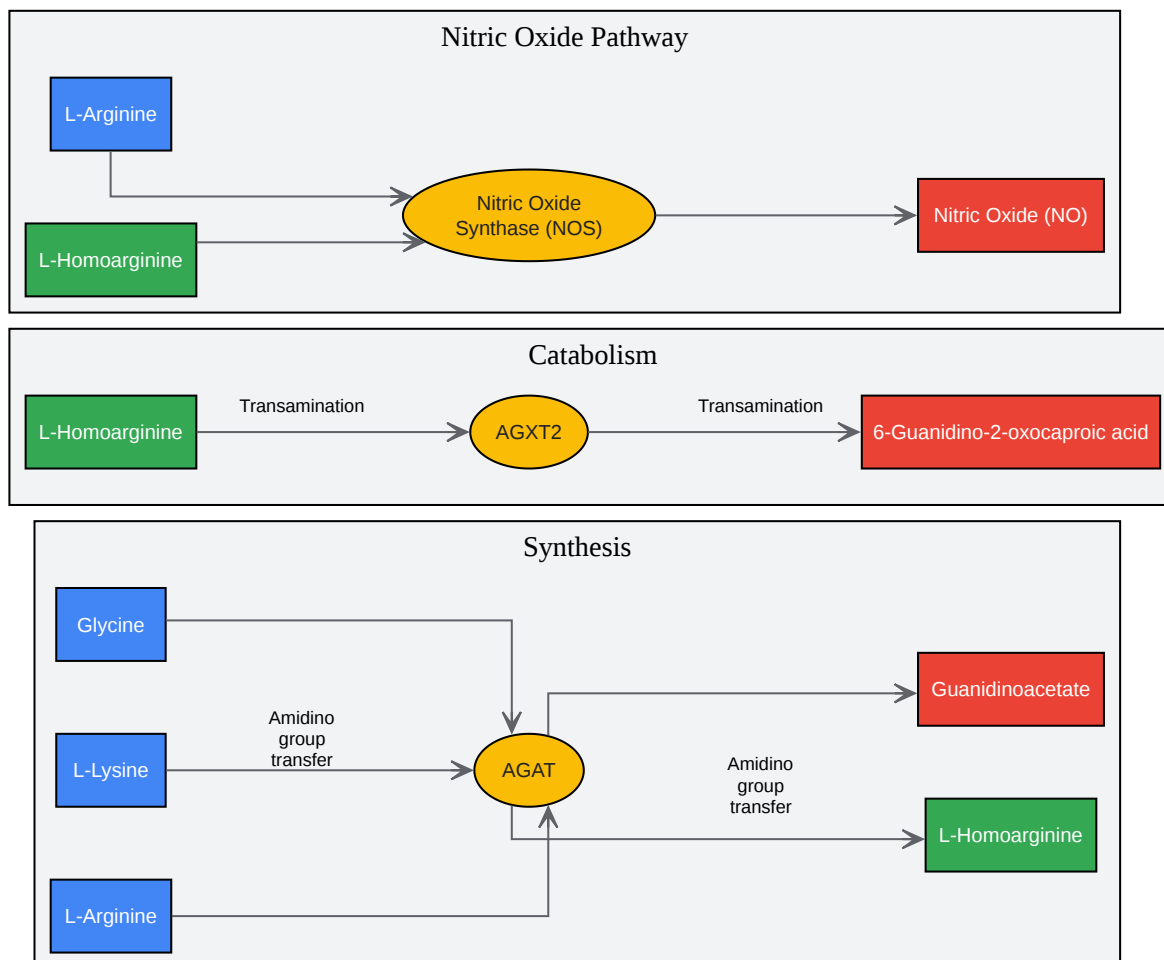 Nitric Oxide Pathway
L-Arginine
Nitric Oxide
Synthase (NOS)
Nitric Oxide (NO)
L-Homoarginine
Catabolism
Transamination
Transamination
L-Homoarginine
AGXT2
6-Guanidino-2-oxocaproic acid
Synthesis
Glycine
Guanidinoacetate
Amidino
group
transfer
L-Lysine
AGAT
Amidino
group
transfer
L-Homoarginine
L-Arginine